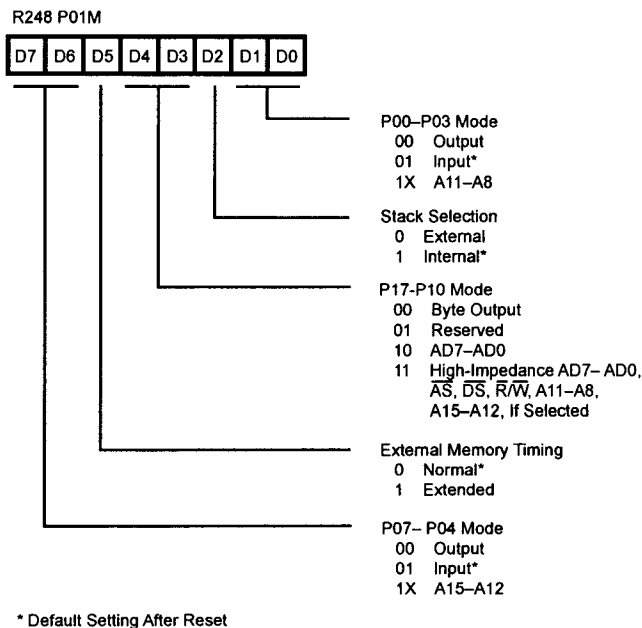 R248 P01M
D7 D6 D5 D4 D3 D2 D1 D0
P00–P03 Mode
00 Output
01 Input*
1X A11–A8
Stack Selection
0 External
1 Internal*
P17-P10 Mode
00 Byte Output
01 Reserved
10 AD7–AD0
11 High-Impedance AD7– AD0,
A̅S̅, D̅S̅, R̅/W̅, A11–A8,
A15–A12, If Selected
External Memory Timing
0 Normal*
1 Extended
P07– P04 Mode
00 Output
01 Input*
1X A15–A12
* Default Setting After Reset